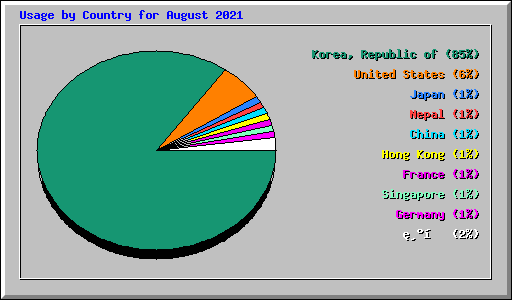 Usage by Country for August 2021
Korea, Republic of (85%)
United States (6%)
Japan (1%)
Nepal (1%)
China (1%)
Hong Kong (1%)
France (1%)
Singapore (1%)
Germany (1%)
(2%)